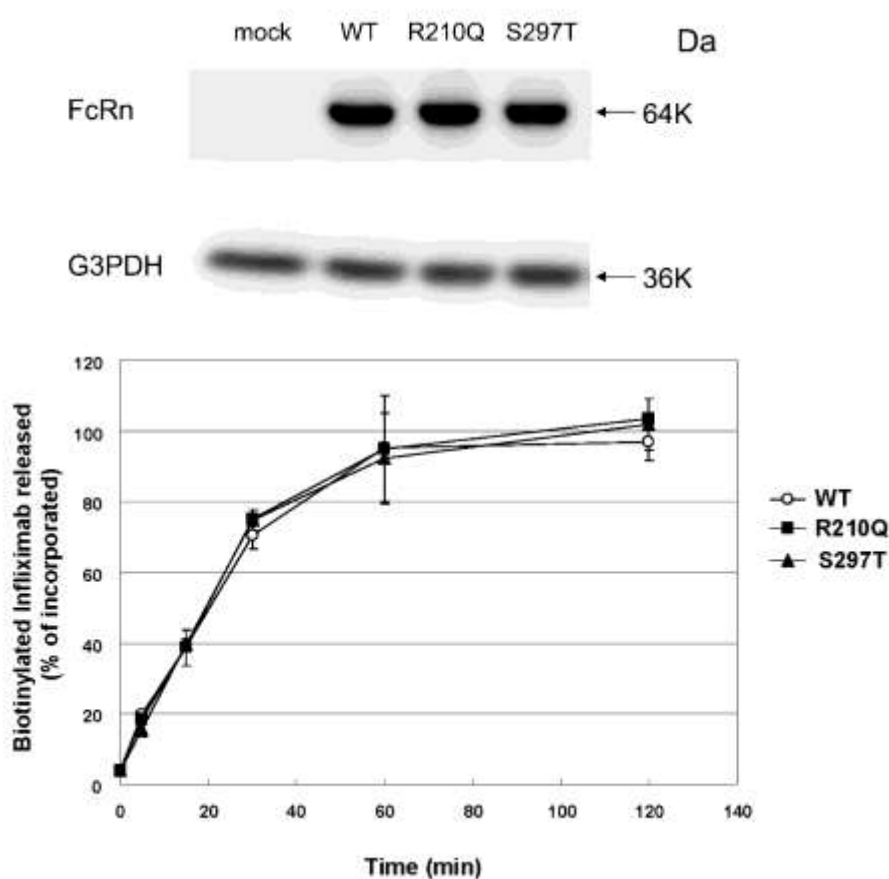 mock WT R210Q S297T Da
FcRn 64K
G3PDH 36K
120
100
80
60
40
20
0
Biotinylated Infliximab released
(% of incorporated)
0 20 40 60 80 100 120 140
Time (min)
WT
R210Q
S297T